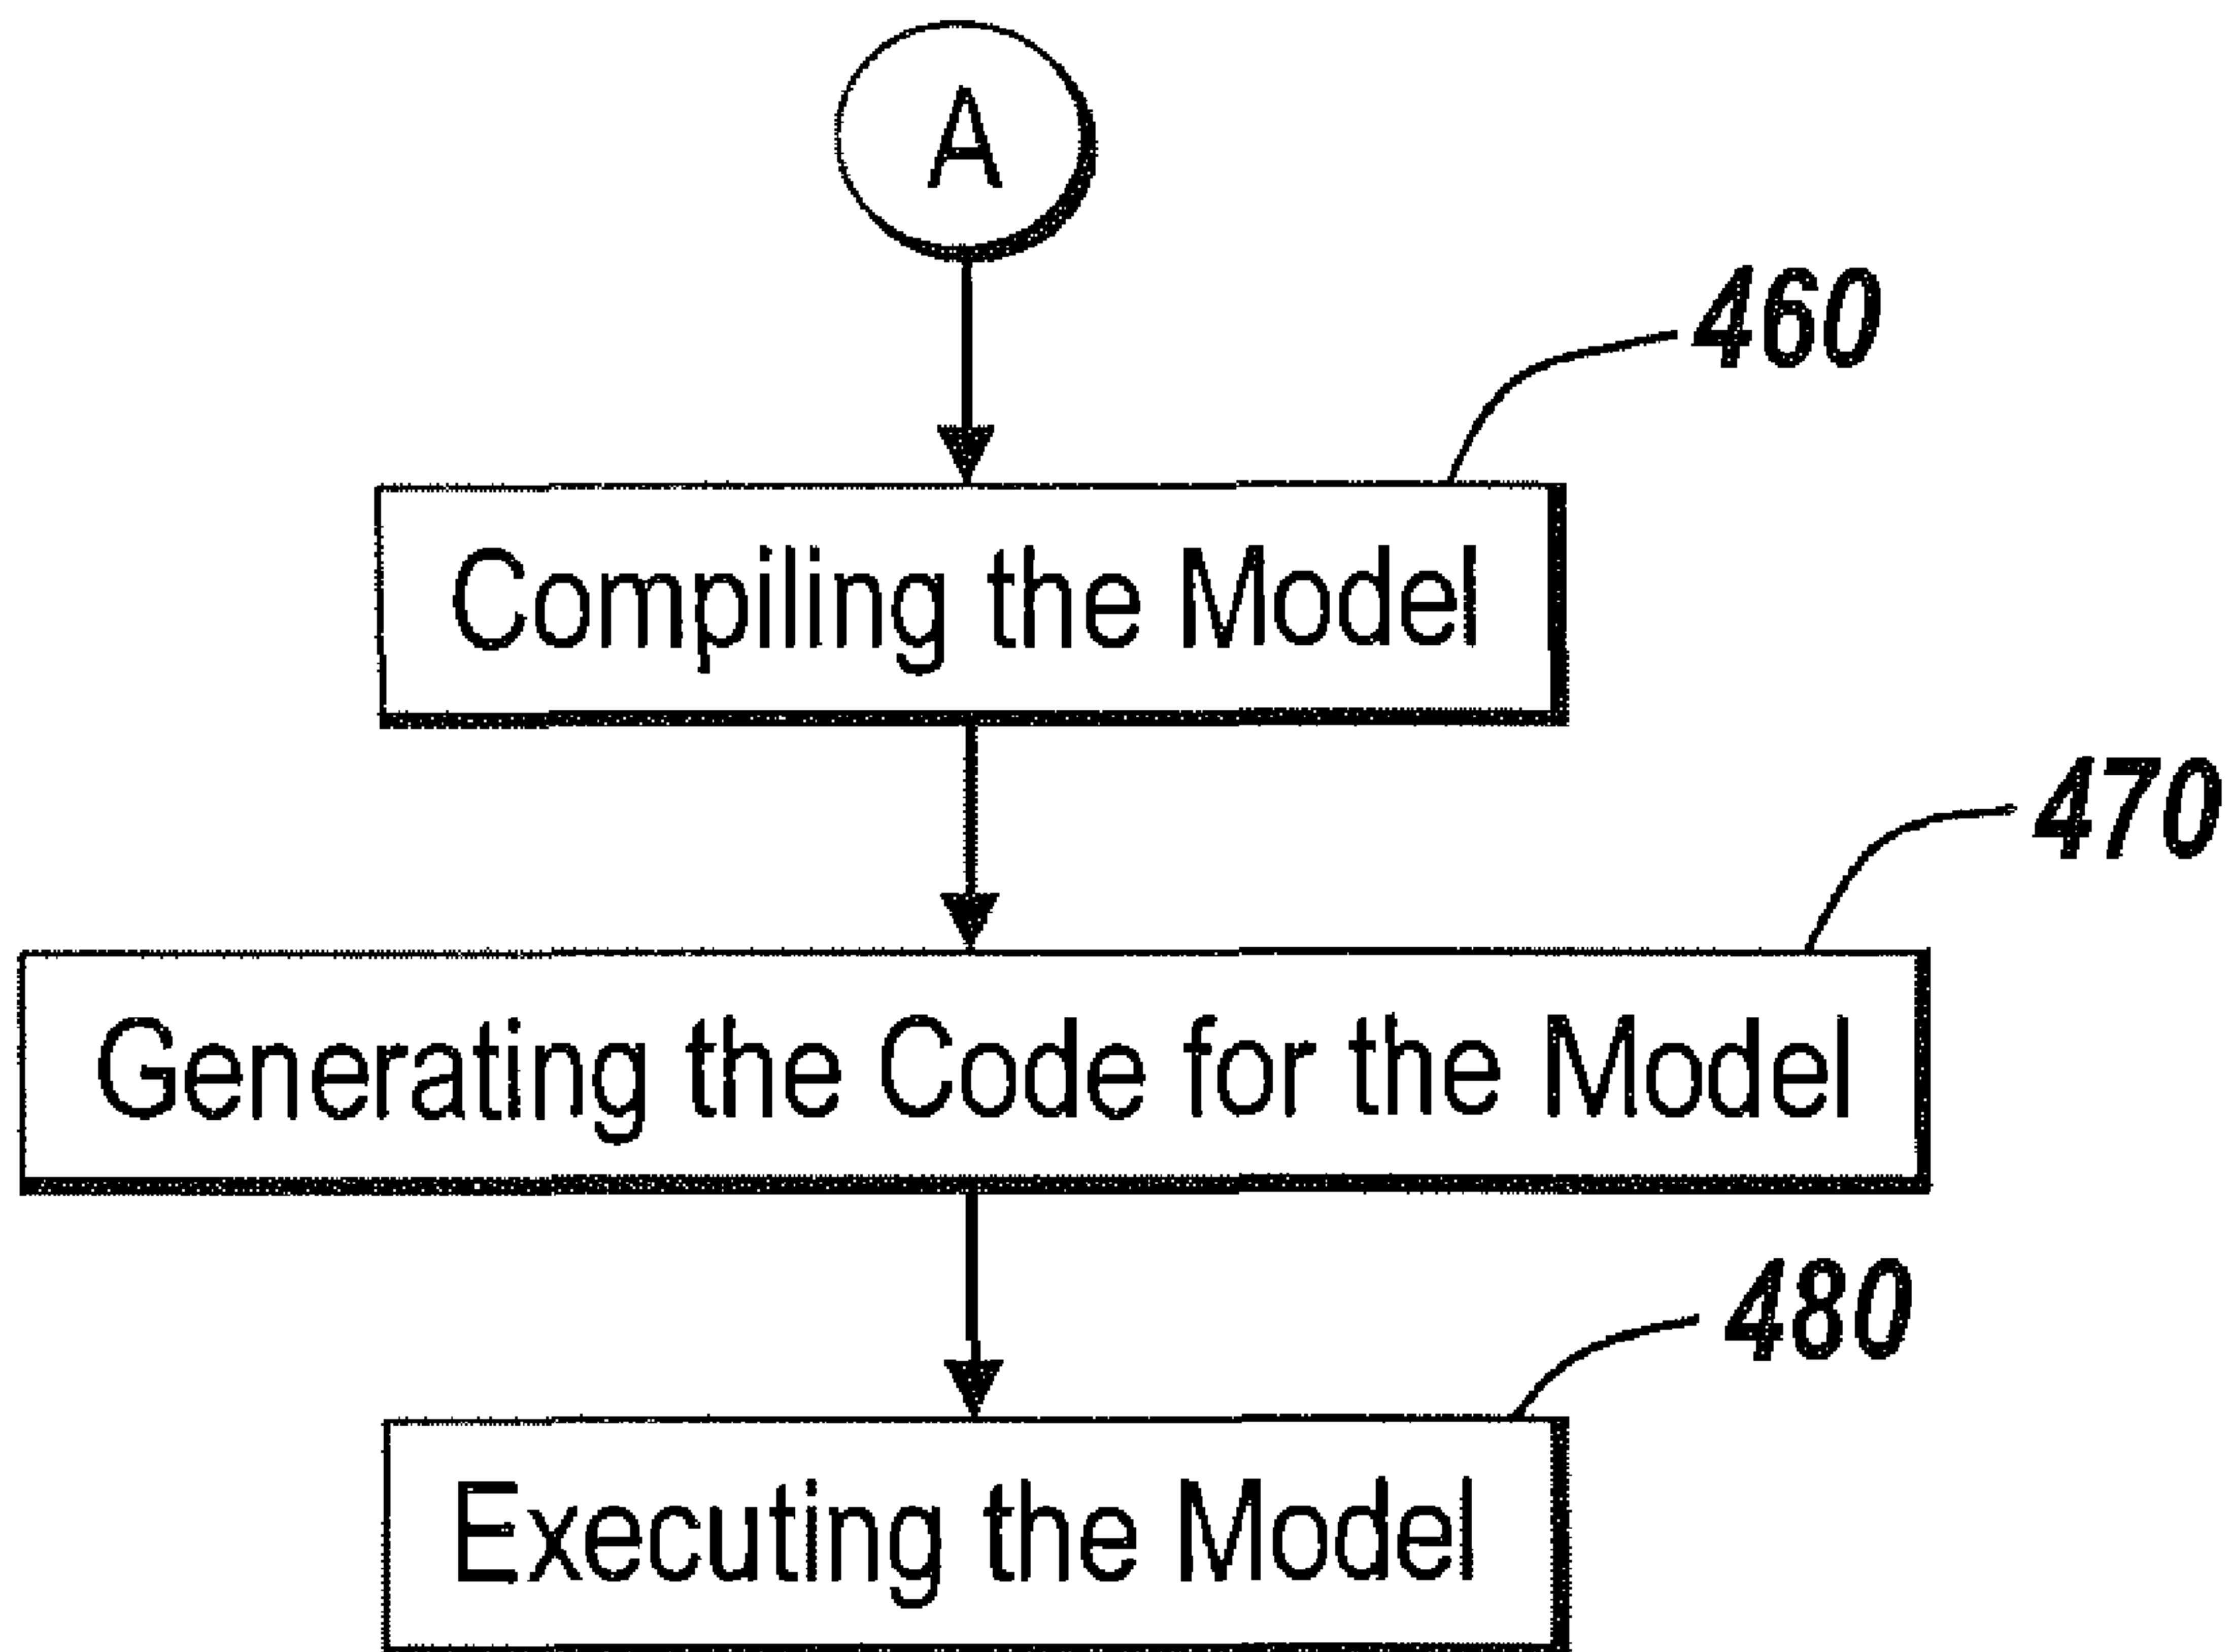 A
460
Compiling the Model
470
Generating the Code for the Model
480
Executing the Model